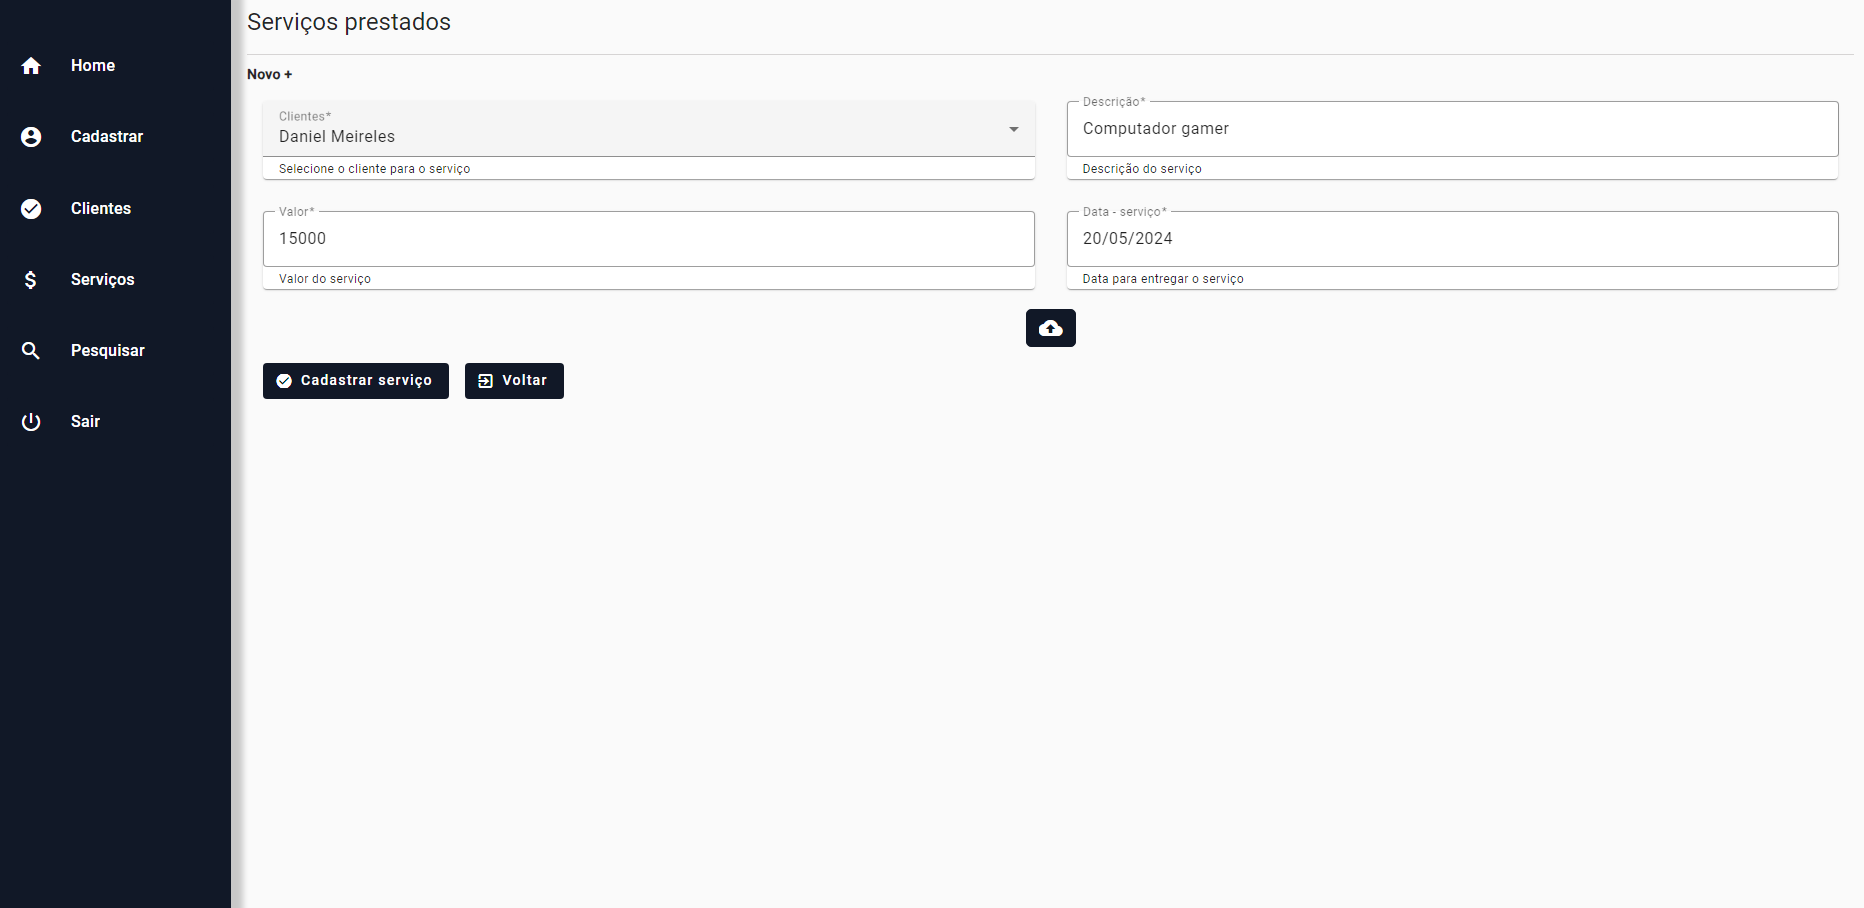 Home
Cadastrar
Clientes
Serviços
Pesquisar
Sair
Serviços prestados
Novo +
Clientes*
Daniel Meireles
Selecione o cliente para o serviço
Descrição*
Computador gamer
Descrição do serviço
Valor*
15000
Valor do serviço
Data - serviço*
20/05/2024
Data para entregar o serviço
Cadastrar serviço
Voltar